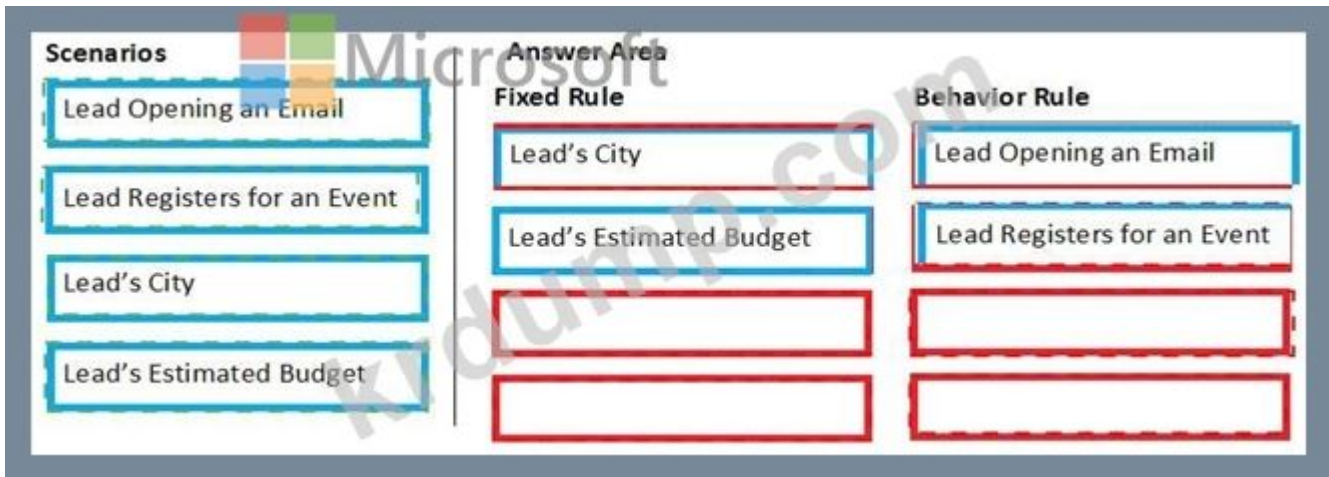 Microsoft
Scenarios
Lead Opening an Email
Lead Registers for an Event
Lead's City
Lead's Estimated Budget
Answer Area
Fixed Rule
Lead's City
Lead's Estimated Budget
Behavior Rule
Lead Opening an Email
Lead Registers for an Event
krdump.com